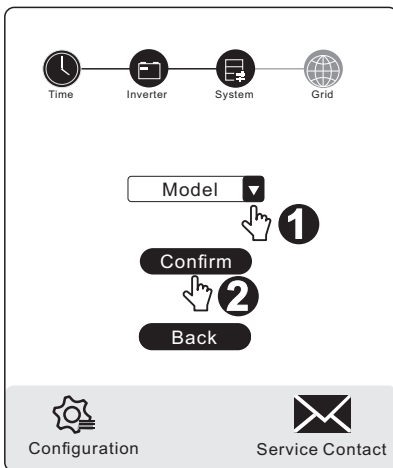 Time Inverter System Grid
Model
1
Confirm
2
Back
Configuration Service Contact